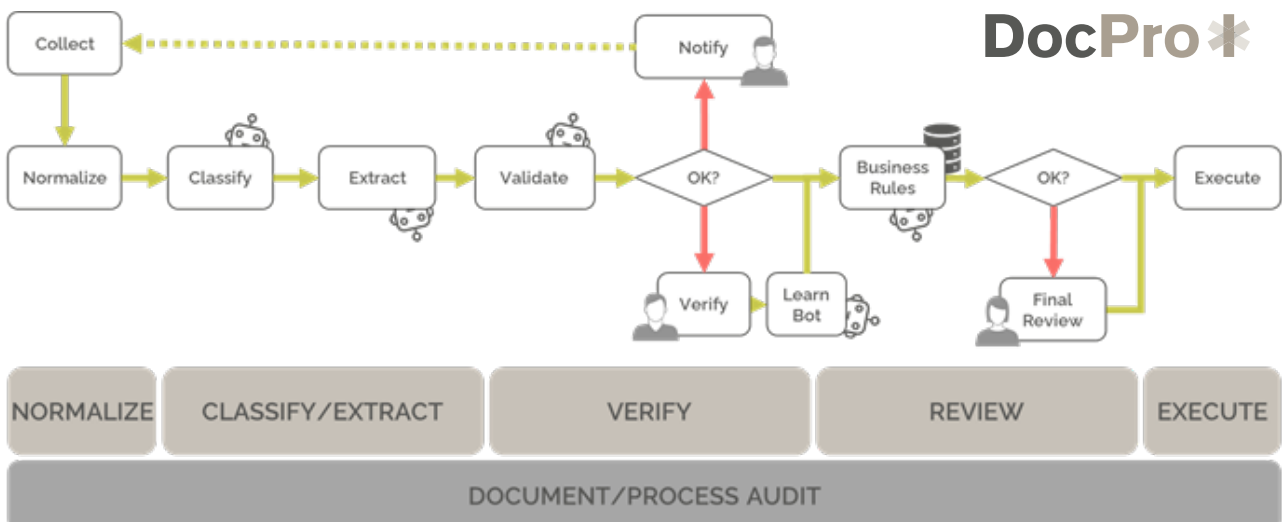 Collect
Notify
DocPro
Normalize
Classify
Extract
Validate
OK?
Business
Rules
OK?
Execute
Verify
Learn
Bot
Final
Review
NORMALIZE
CLASSIFY/EXTRACT
VERIFY
REVIEW
EXECUTE
DOCUMENT/PROCESS AUDIT